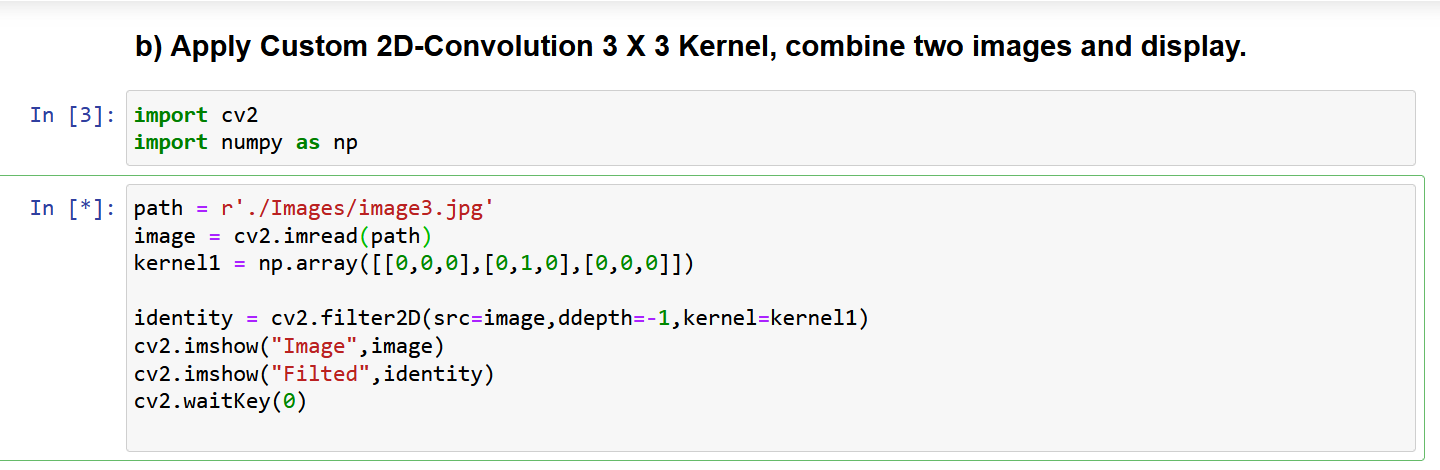 b) Apply Custom 2D-Convolution 3 X 3 Kernel, combine two images and display.
In [3]: import cv2
import numpy as np
In [*]: path = r'./Images/image3.jpg'
image = cv2.imread(path)
kernel1 = np.array([[0,0,0],[0,1,0],[0,0,0]])
identity = cv2.filter2D(src=image,ddepth=-1,kernel=kernel1)
cv2.imshow("Image",image)
cv2.imshow("Filted",identity)
cv2.waitKey(0)